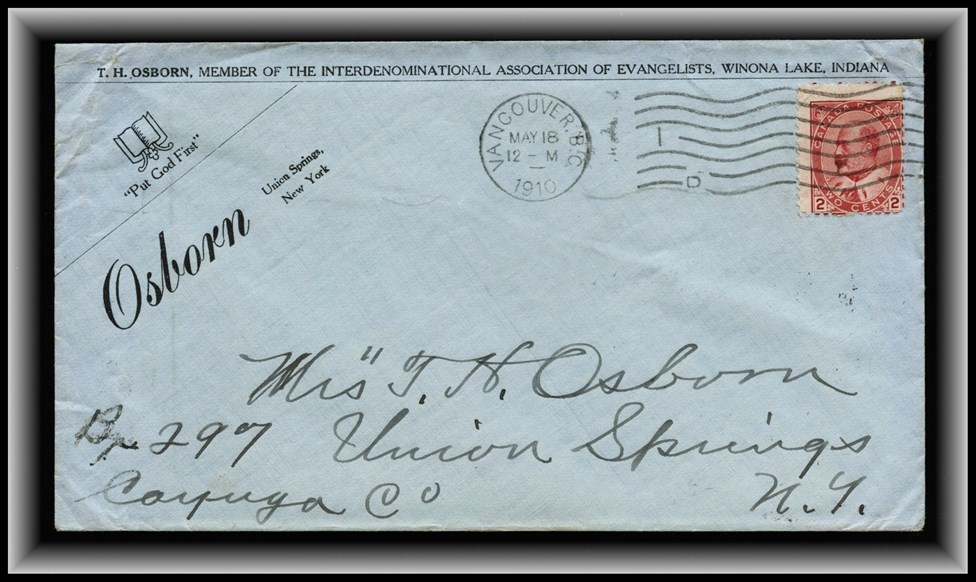 T. H. OSBORN, MEMBER OF THE INTERDENOMINATIONAL ASSOCIATION OF EVANGELISTS, WINONA LAKE, INDIANA
"Put God First"
Union Springs,
New York
Osborn
VANCOUVER, B.C
MAY 18
12 - M
1910
I
D
CANADA POSTAGE
TWO CENTS
2 2
Mrs" T. H. Osborn
Bx 297 Union Springs
Cayuga Co N.Y.